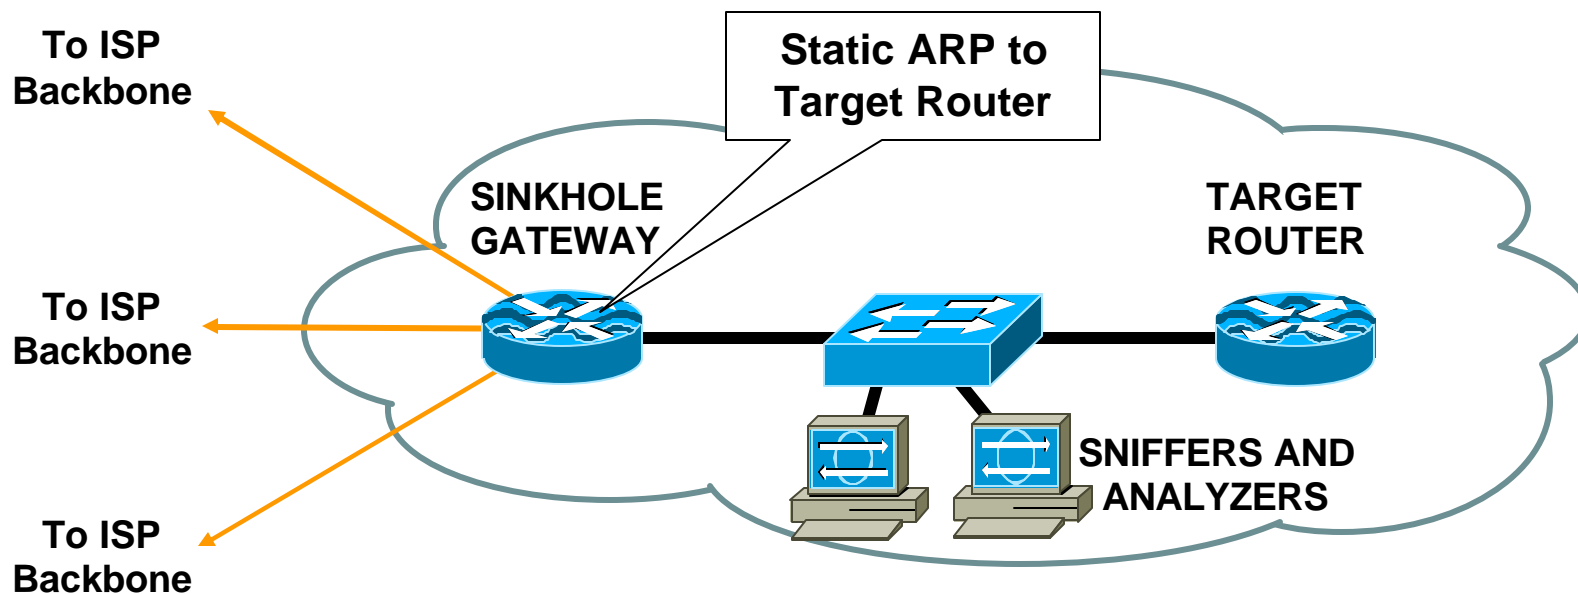 To ISP
Backbone
Static ARP to
Target Router
SINKHOLE
GATEWAY
TARGET
ROUTER
To ISP
Backbone
SNIFFERS AND
ANALYZERS
To ISP
Backbone